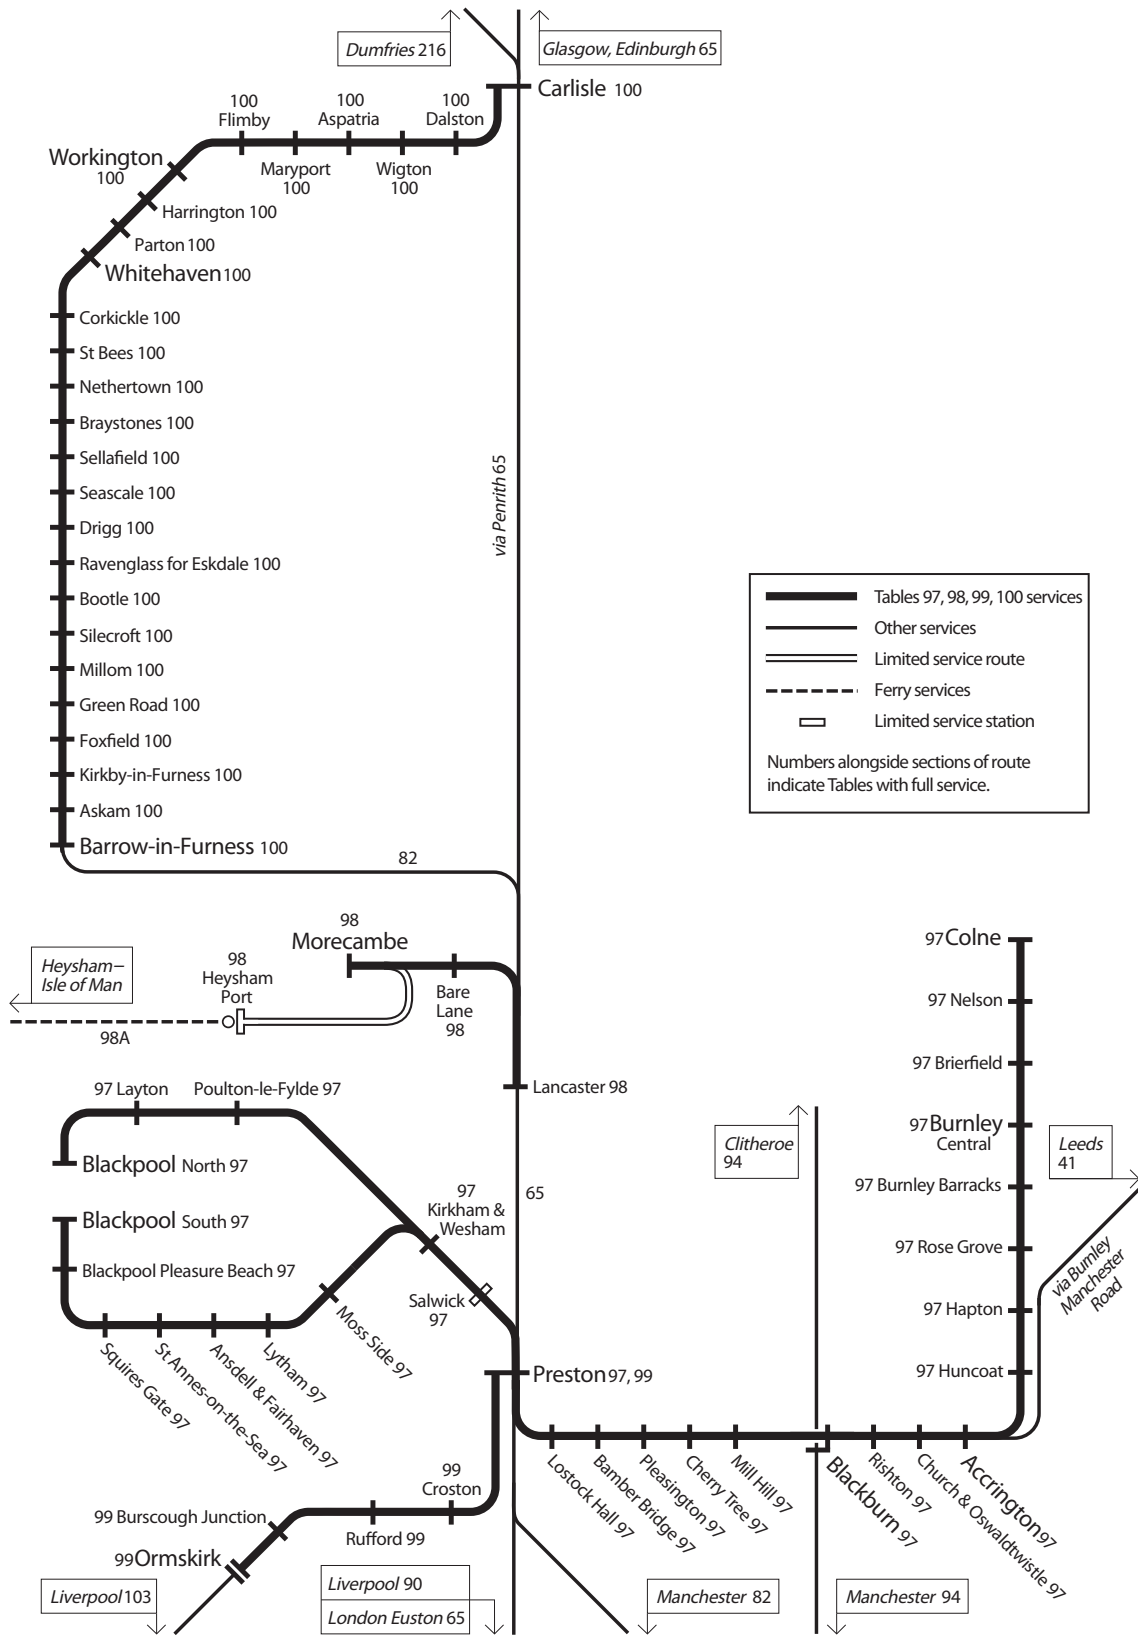 Dumfries 216
Glasgow, Edinburgh 65
Carlisle 100
100
Flimby
100
Aspatria
100
Dalston
Maryport
100
Wigton
100
Workington
100
Harrington 100
Parton 100
Whitehaven 100
Corkickle 100
St Bees 100
Nethertown 100
Braystones 100
Sellafield 100
Seascale 100
Drigg 100
Ravenglass for Eskdale 100
Bootle 100
Silecroft 100
Millom 100
Green Road 100
Foxfield 100
Kirkby-in-Furness 100
Askam 100
Barrow-in-Furness 100
via Penrith 65
82
Tables 97, 98, 99, 100 services
Other services
Limited service route
Ferry services
Limited service station
Numbers alongside sections of route
indicate Tables with full service.
98
Morecambe
Heysham–
Isle of Man
98
Heysham
Port
98A
Bare
Lane
98
Lancaster 98
97 Colne
97 Nelson
97 Brierfield
97 Burnley
Central
97 Burnley Barracks
97 Rose Grove
97 Hapton
97 Huncoat
Clitheroe
94
Leeds
41
via Burnley
Manchester
Road
97 Layton
Poulton-le-Fylde 97
Blackpool North 97
Blackpool South 97
Blackpool Pleasure Beach 97
97
Kirkham &
Wesham
65
Salwick
97
Squires Gate 97
St Annes-on-the-Sea 97
Ansdell & Fairhaven 97
Lytham 97
Moss Side 97
Preston 97, 99
Lostock Hall 97
Bamber Bridge 97
Pleasington 97
Cherry Tree 97
Mill Hill 97
Blackburn 97
Rishton 97
Church & Oswaldtwistle 97
Accrington 97
99
Croston
Rufford 99
99 Burscough Junction
99 Ormskirk
Liverpool 103
Liverpool 90
London Euston 65
Manchester 82
Manchester 94